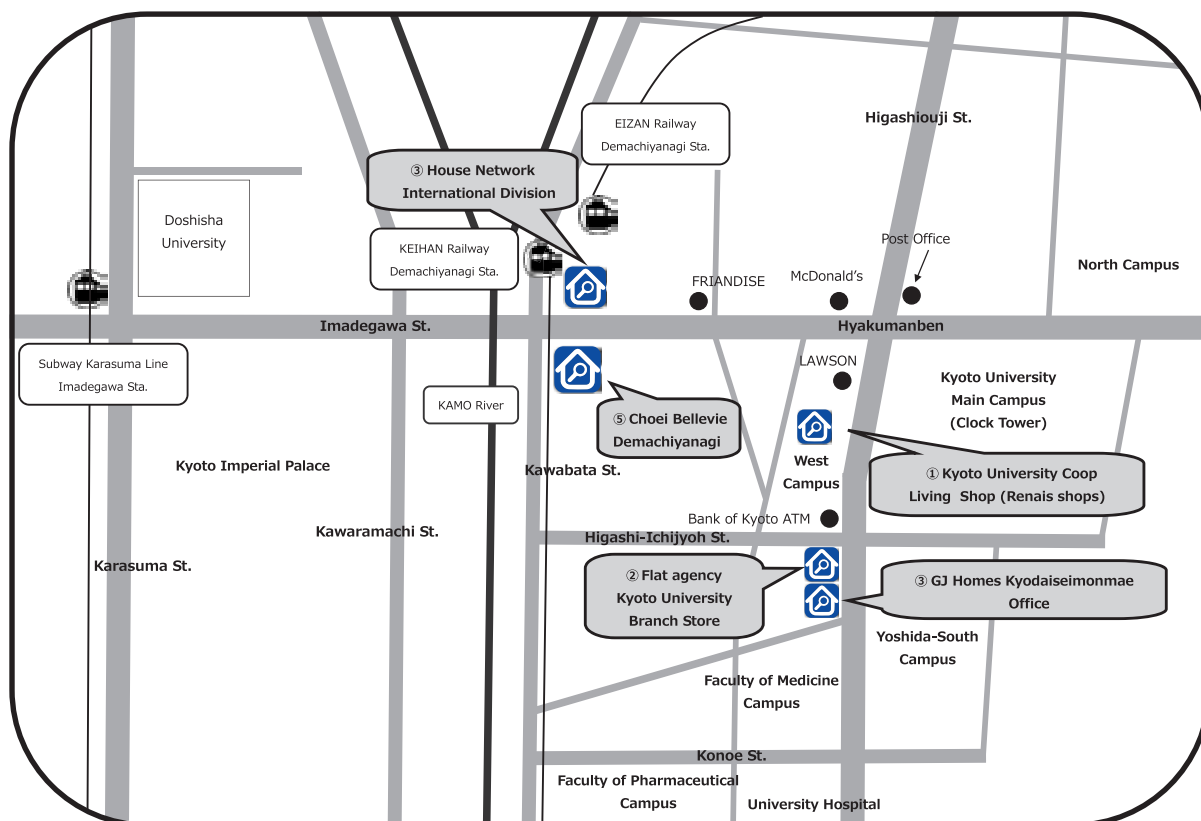 EIZAN Railway
Demachiyanagi Sta.
Higashiouji St.
③ House Network
International Division
Doshisha
University
KEIHAN Railway
Demachiyanagi Sta.
Post Office
FRIANDISE
McDonald's
North Campus
Imadegawa St.
Hyakumanben
Subway Karasuma Line
Imadegawa Sta.
LAWSON
Kyoto University
Main Campus
(Clock Tower)
KAMO River
⑤ Choei Bellevie
Demachiyanagi
Kyoto Imperial Palace
Kawabata St.
West
Campus
① Kyoto University Coop
Living Shop (Renais shops)
Bank of Kyoto ATM
Kawaramachi St.
Higashi-Ichijyoh St.
Karasuma St.
② Flat agency
Kyoto University
Branch Store
③ GJ Homes Kyodaiseimonmae
Office
Yoshida-South
Campus
Faculty of Medicine
Campus
Konoe St.
Faculty of Pharmaceutical
Campus
University Hospital